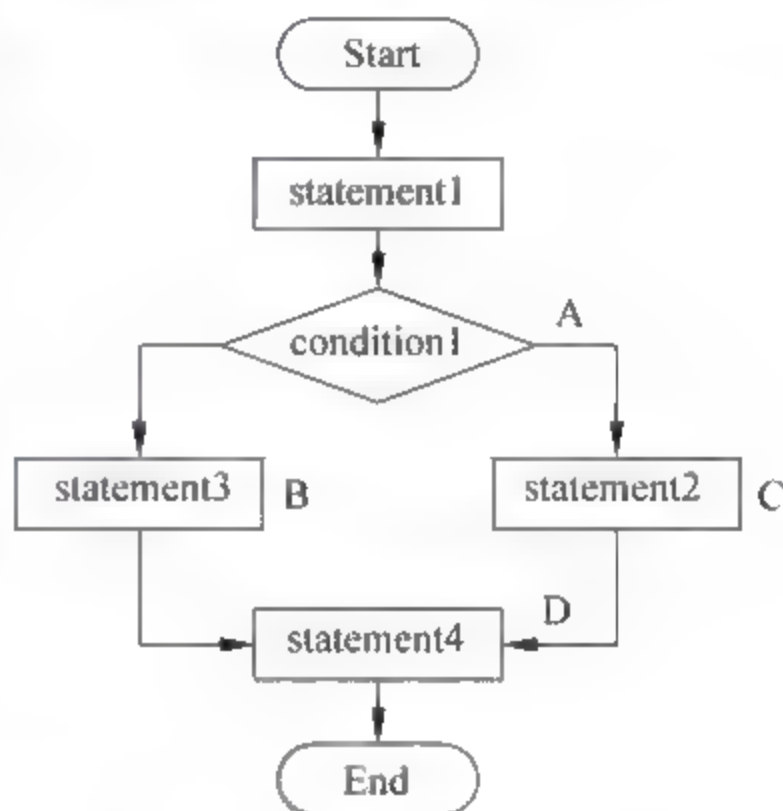 Start
statement1
condition1
A
statement3
B
statement2
C
statement4
D
End